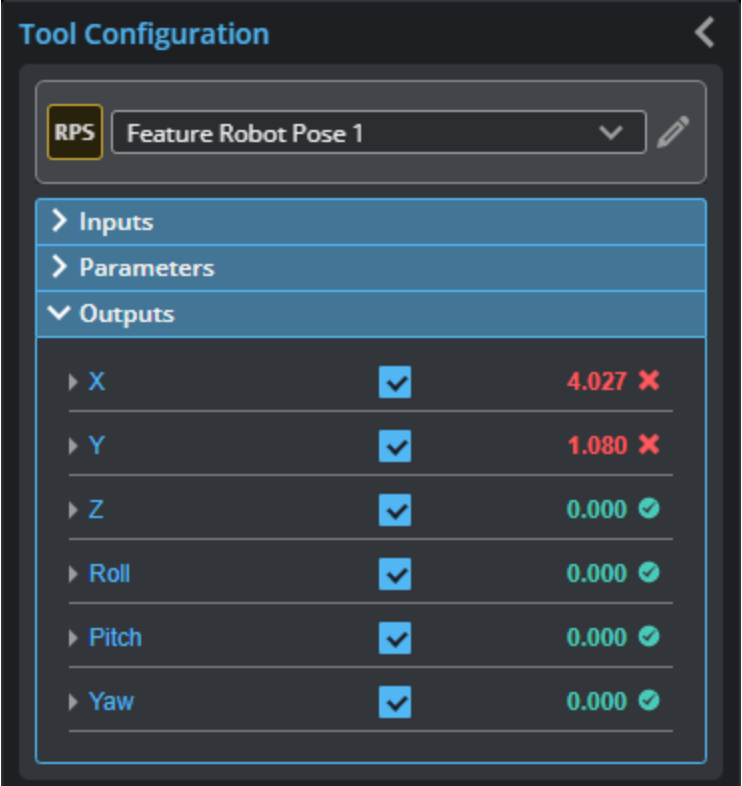 Tool Configuration
RPS Feature Robot Pose 1
Inputs
Parameters
Outputs
X 4.027
Y 1.080
Z 0.000
Roll 0.000
Pitch 0.000
Yaw 0.000